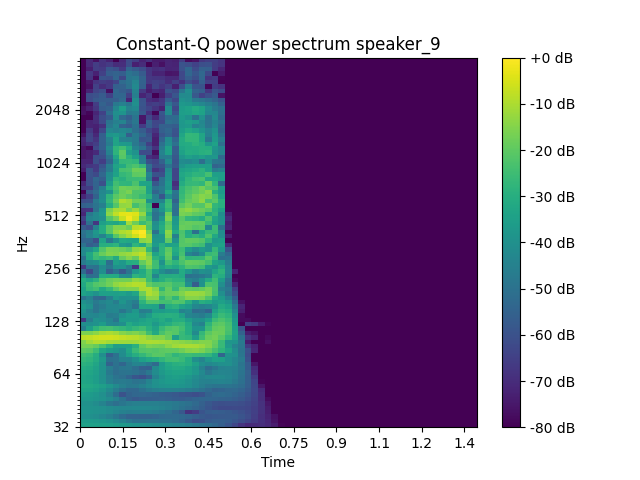 Constant-Q power spectrum speaker_9
Hz
2048
1024
512
256
128
64
32
0 0.15 0.3 0.45 0.6 0.75 0.9 1.1 1.2 1.4
Time
+0 dB
-10 dB
-20 dB
-30 dB
-40 dB
-50 dB
-60 dB
-70 dB
-80 dB